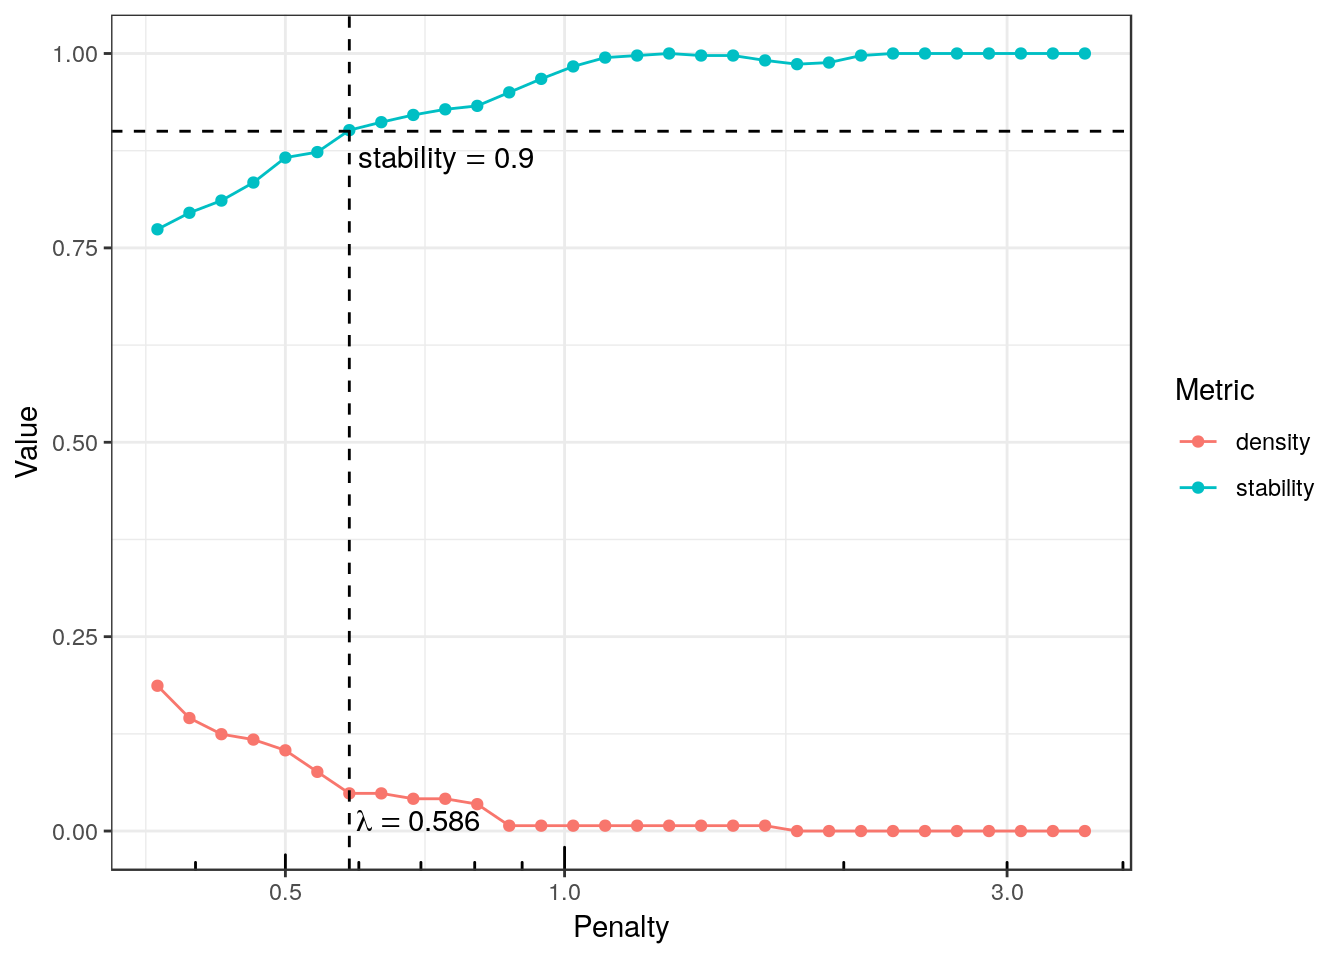 1.00
0.75
0.50
0.25
0.00
Value
stability = 0.9
λ = 0.586
0.5
1.0
3.0
Penalty
Metric
density
stability